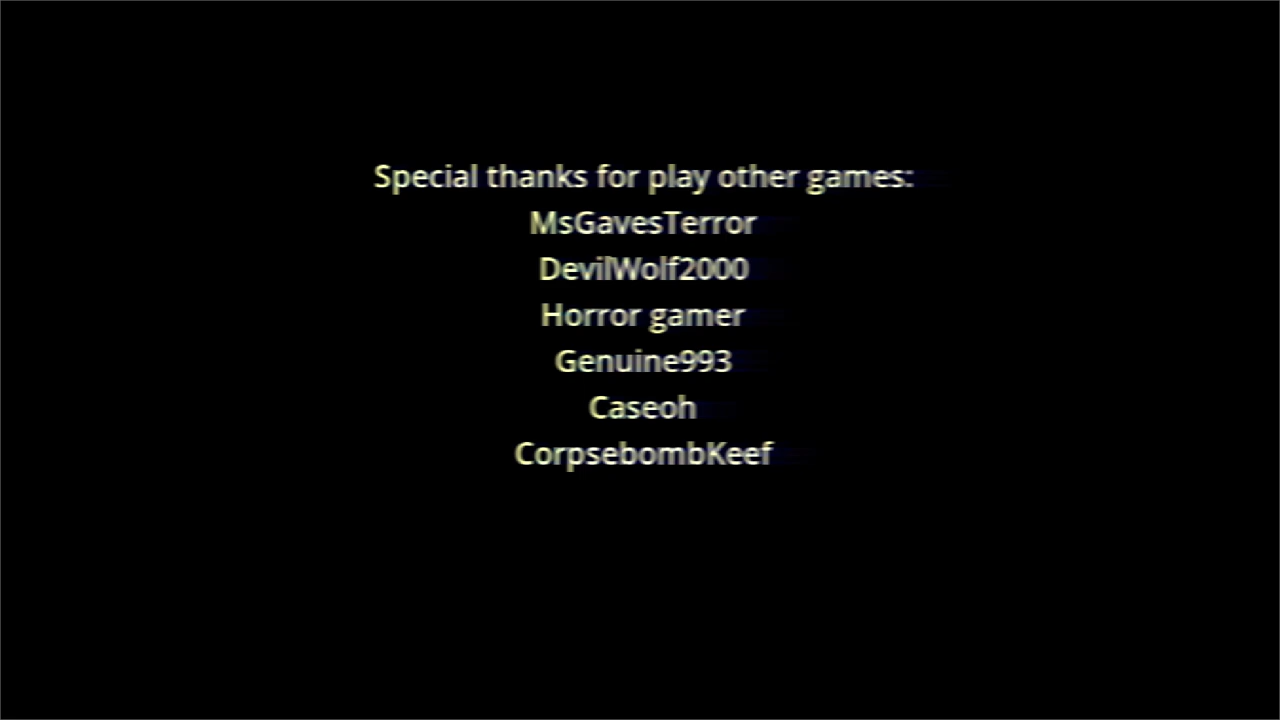 Special thanks for play other games:
MsGavesTerror
DevilWolf2000
Horror gamer
Genuine993
Caseoh
CorpsebombKeef